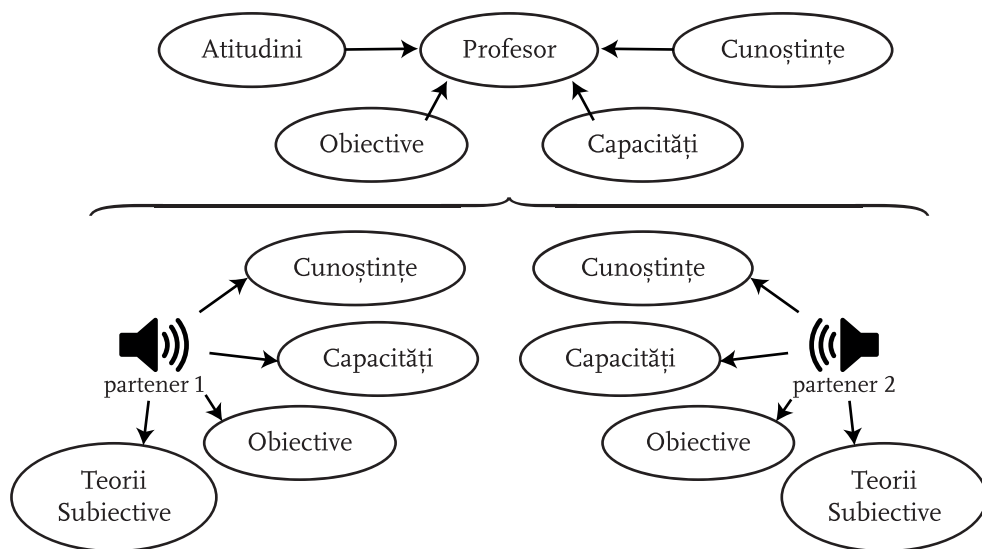 Atitudini
Profesor
Cunoștințe
Obiective
Capacități
Cunoștințe
Cunoștințe
Capacități
Capacități
partener 1
partener 2
Obiective
Obiective
Teorii
Subiective
Teorii
Subiective